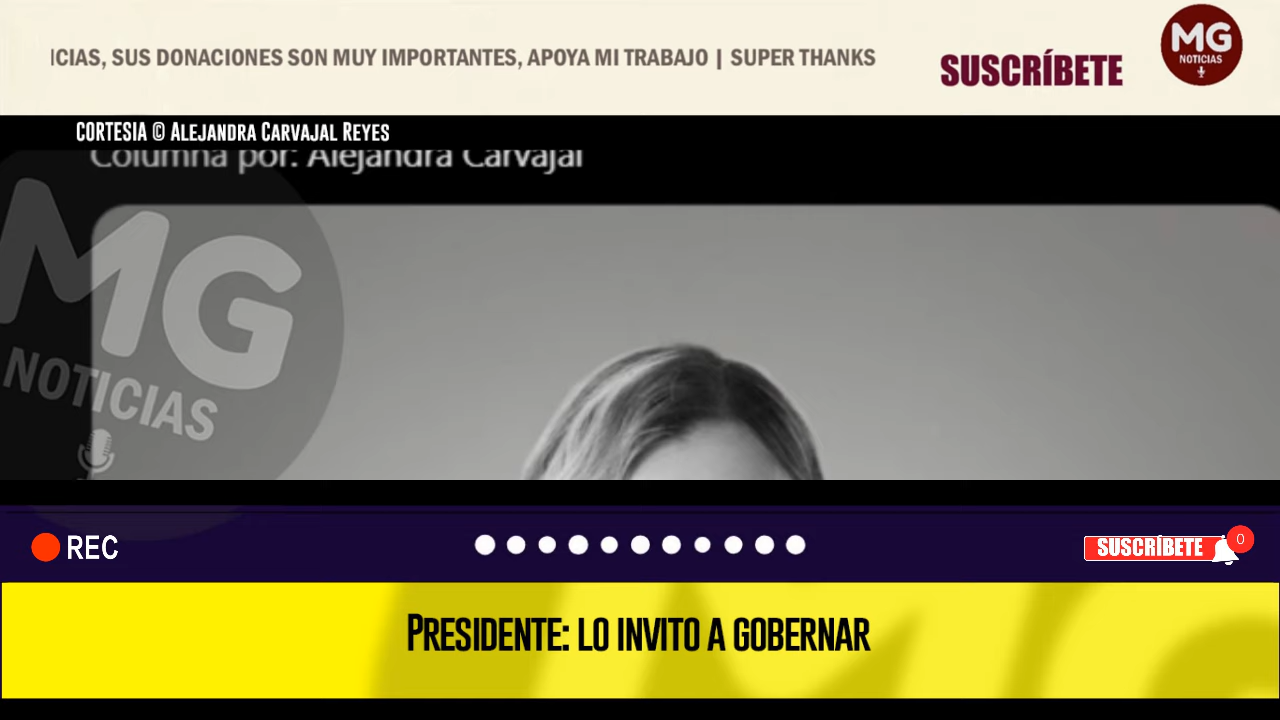 ICIAS, SUS DONACIONES SON MUY IMPORTANTES, APOYA MI TRABAJO | SUPER THANKS
SUSCRÍBETE
MG
NOTICIAS
CORTESIA © ALEJANDRA CARVAJAL REYES
Columna por: Alejandra Carvajal
MG
NOTICIAS
REC
SUSCRÍBETE
0
PRESIDENTE: LO INVITO A GOBERNAR